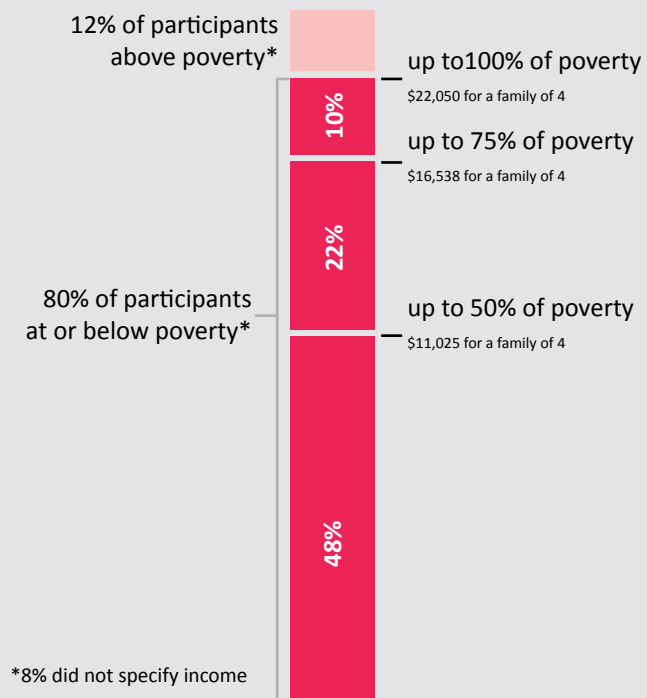 12% of participants
above poverty*
up to100% of poverty
$22,050 for a family of 4
10%
up to 75% of poverty
$16,538 for a family of 4
22%
80% of participants
at or below poverty*
up to 50% of poverty
$11,025 for a family of 4
48%
*8% did not specify income